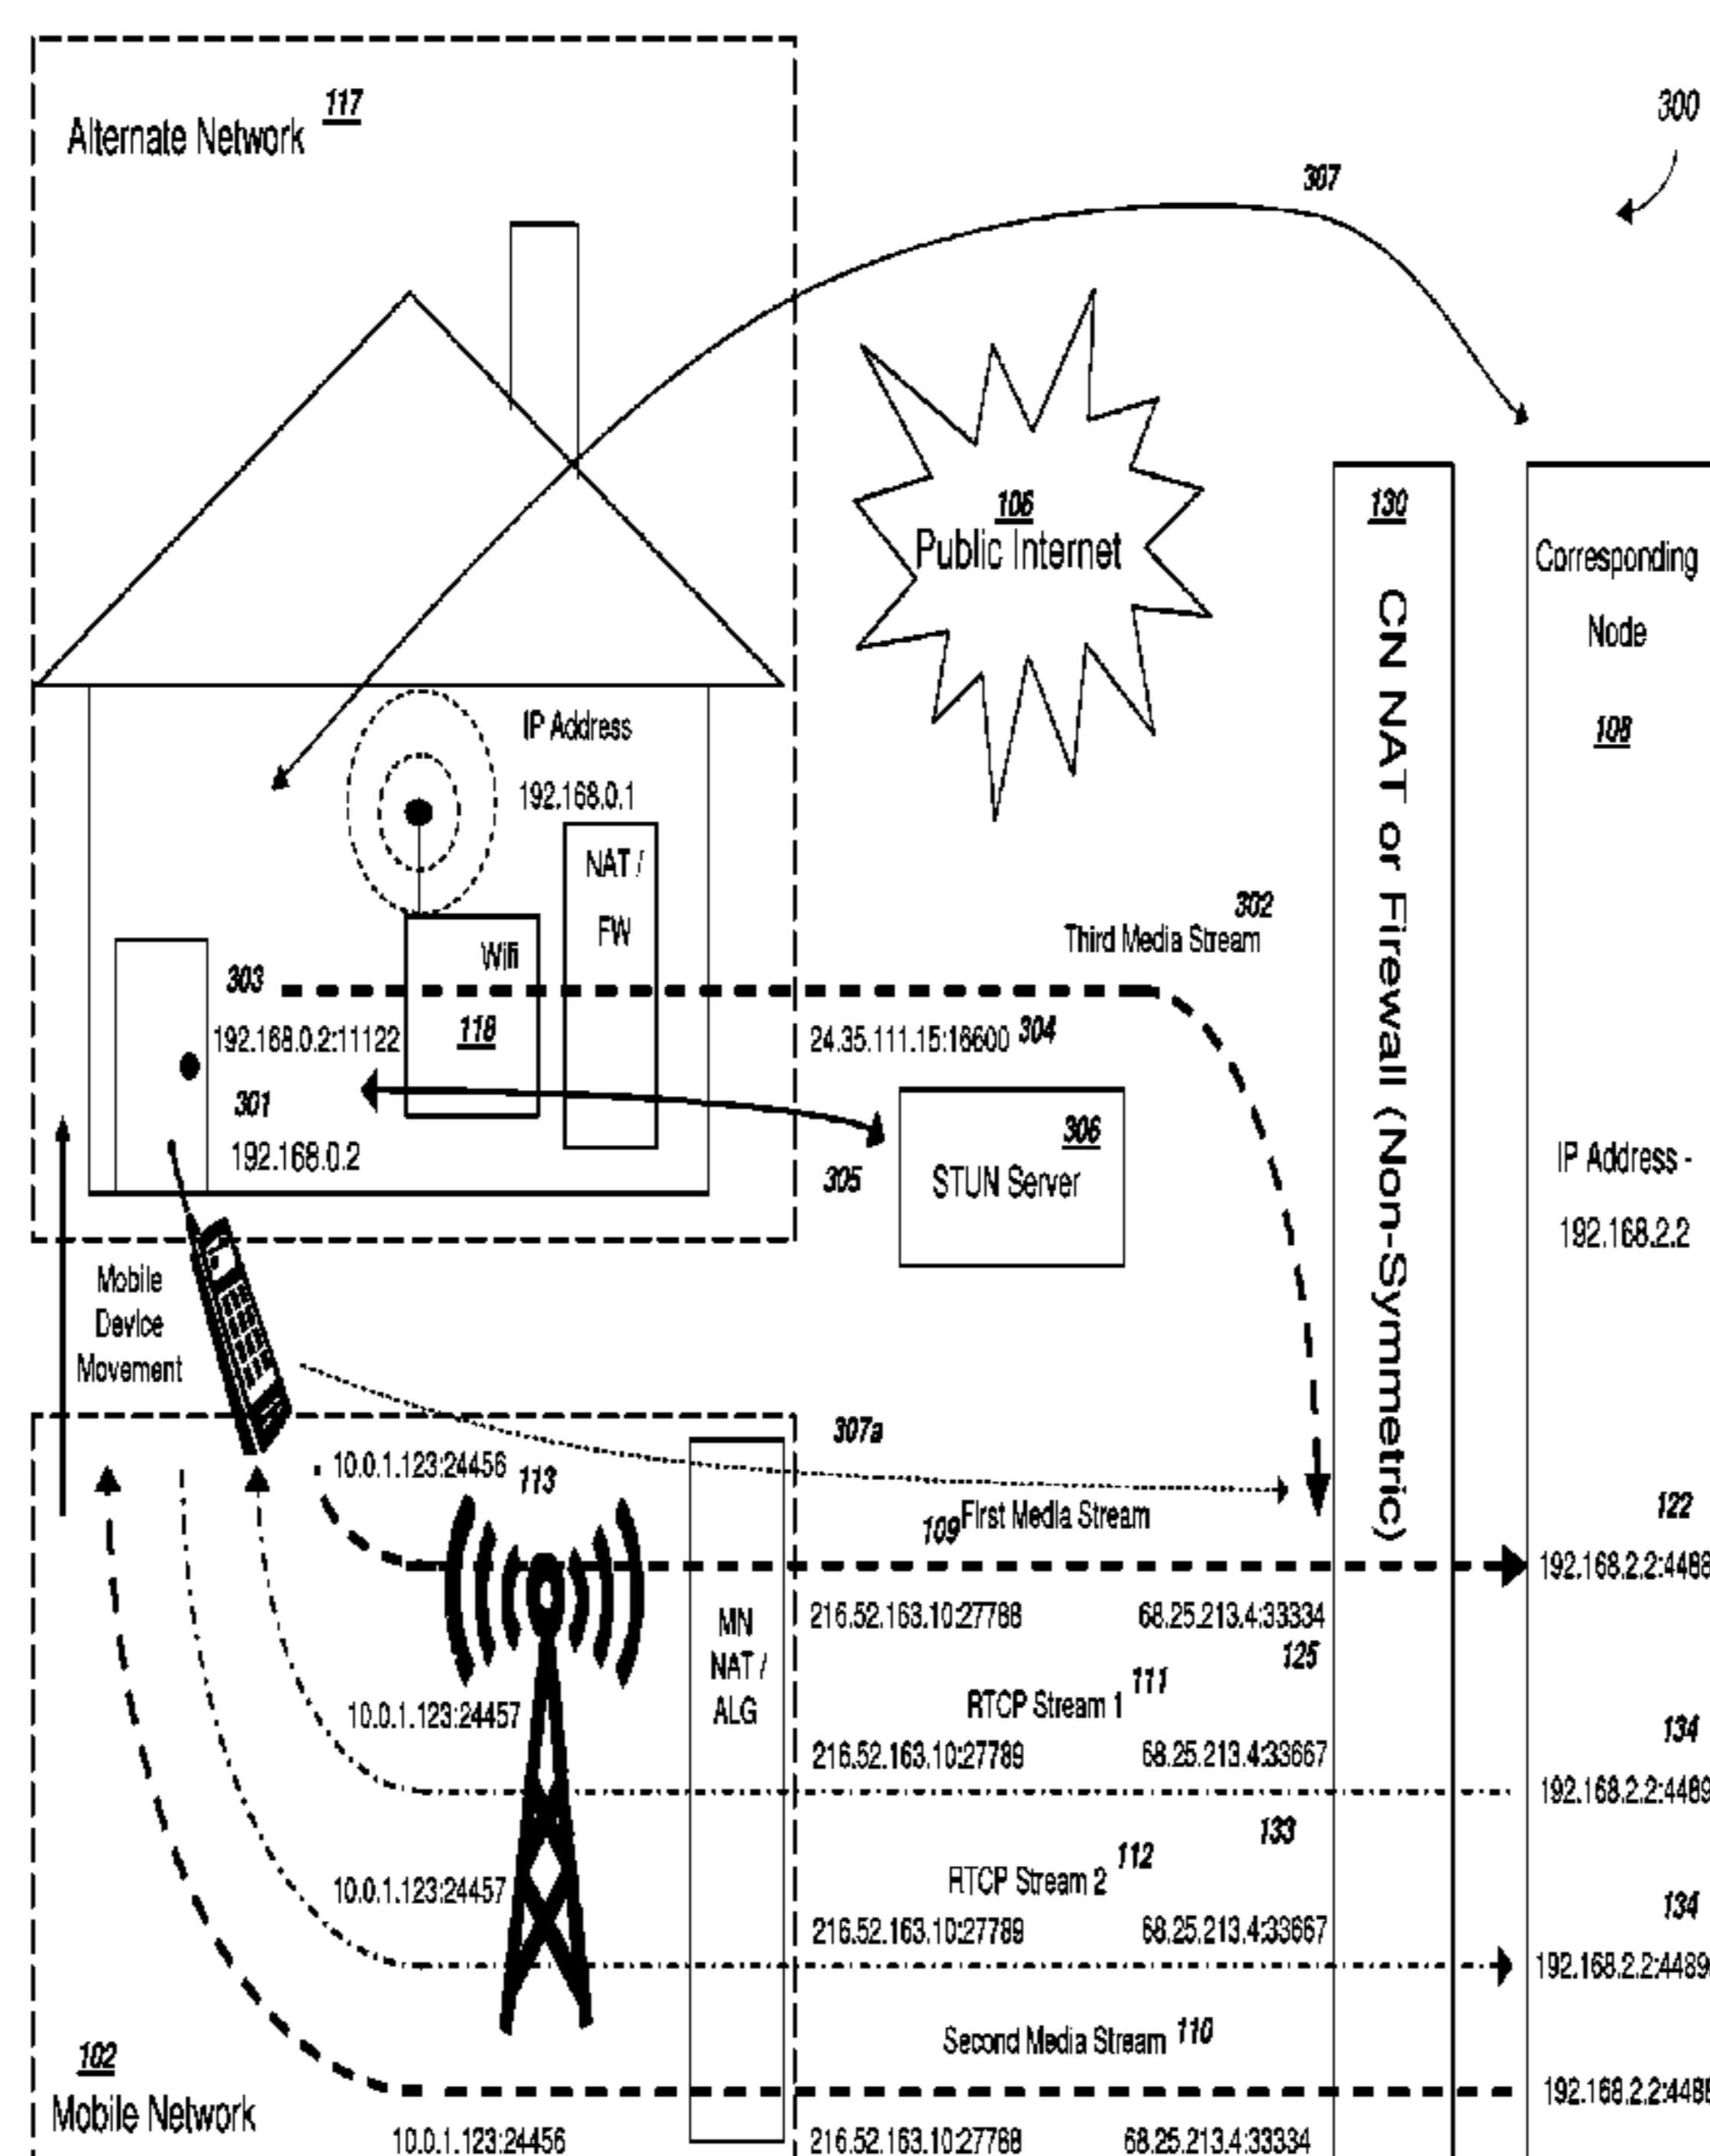 117
Alternate Network
300
307
106
Public Internet
130
CN NAT or Firewall (Non-Symmetric)
Corresponding
Node
108
IP Address
192.168.0.1
NAT /
FW
Wifi
118
302
Third Media Stream
303
192.168.0.2:11122
24.35.111.15:16600 304
301
192.168.0.2
305
306
STUN Server
IP Address -
192.168.2.2
Mobile
Device
Movement
307a
10.0.1.123:24456 113
109 First Media Stream
122
192.168.2.2:4488
MN
NAT /
ALG
216.52.163.10:27788
68.25.213.4:33334
125
RTCP Stream 1 111
10.0.1.123:24457
216.52.163.10:27789
68.25.213.4:33667
134
192.168.2.2:4489
133
RTCP Stream 2 112
10.0.1.123:24457
216.52.163.10:27789
68.25.213.4:33667
134
192.168.2.2:4489
Second Media Stream 110
102
Mobile Network
192.168.2.2:448
10.0.1.123:24456
216.52.163.10:27788
68.25.213.4:33334